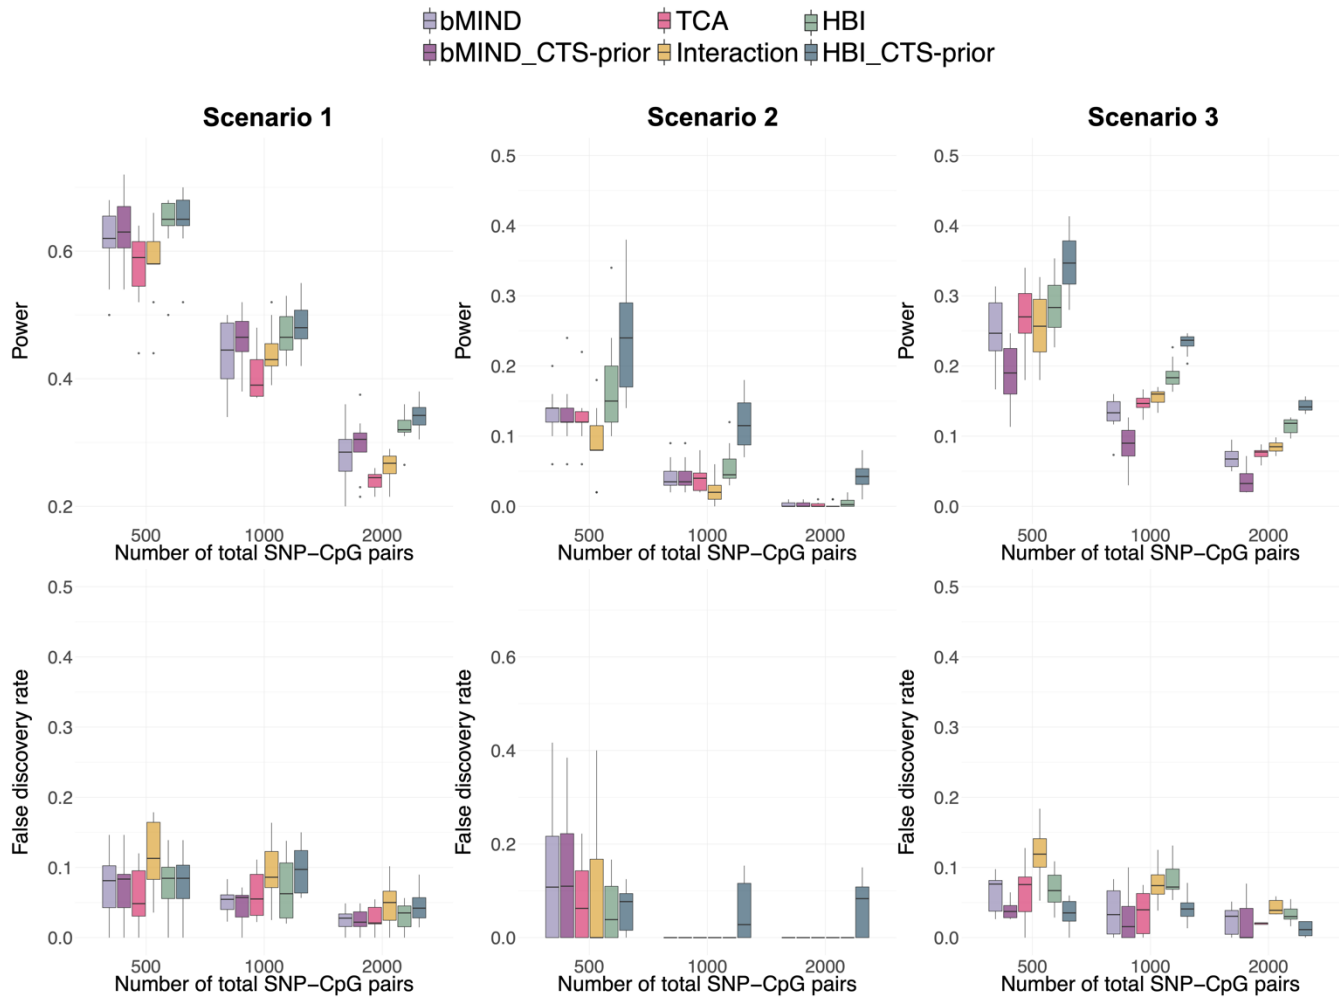 bMIND TCA HBI
bMIND_CTS-prior Interaction HBI_CTS-prior
Scenario 1
Power
0.6
0.4
0.2
500 1000 2000
Number of total SNP−CpG pairs
Scenario 2
Power
0.5
0.4
0.3
0.2
0.1
0.0
500 1000 2000
Number of total SNP−CpG pairs
Scenario 3
Power
0.5
0.4
0.3
0.2
0.1
0.0
500 1000 2000
Number of total SNP−CpG pairs
False discovery rate
0.5
0.4
0.3
0.2
0.1
0.0
500 1000 2000
Number of total SNP−CpG pairs
False discovery rate
0.6
0.4
0.2
0.0
500 1000 2000
Number of total SNP−CpG pairs
False discovery rate
0.5
0.4
0.3
0.2
0.1
0.0
500 1000 2000
Number of total SNP−CpG pairs